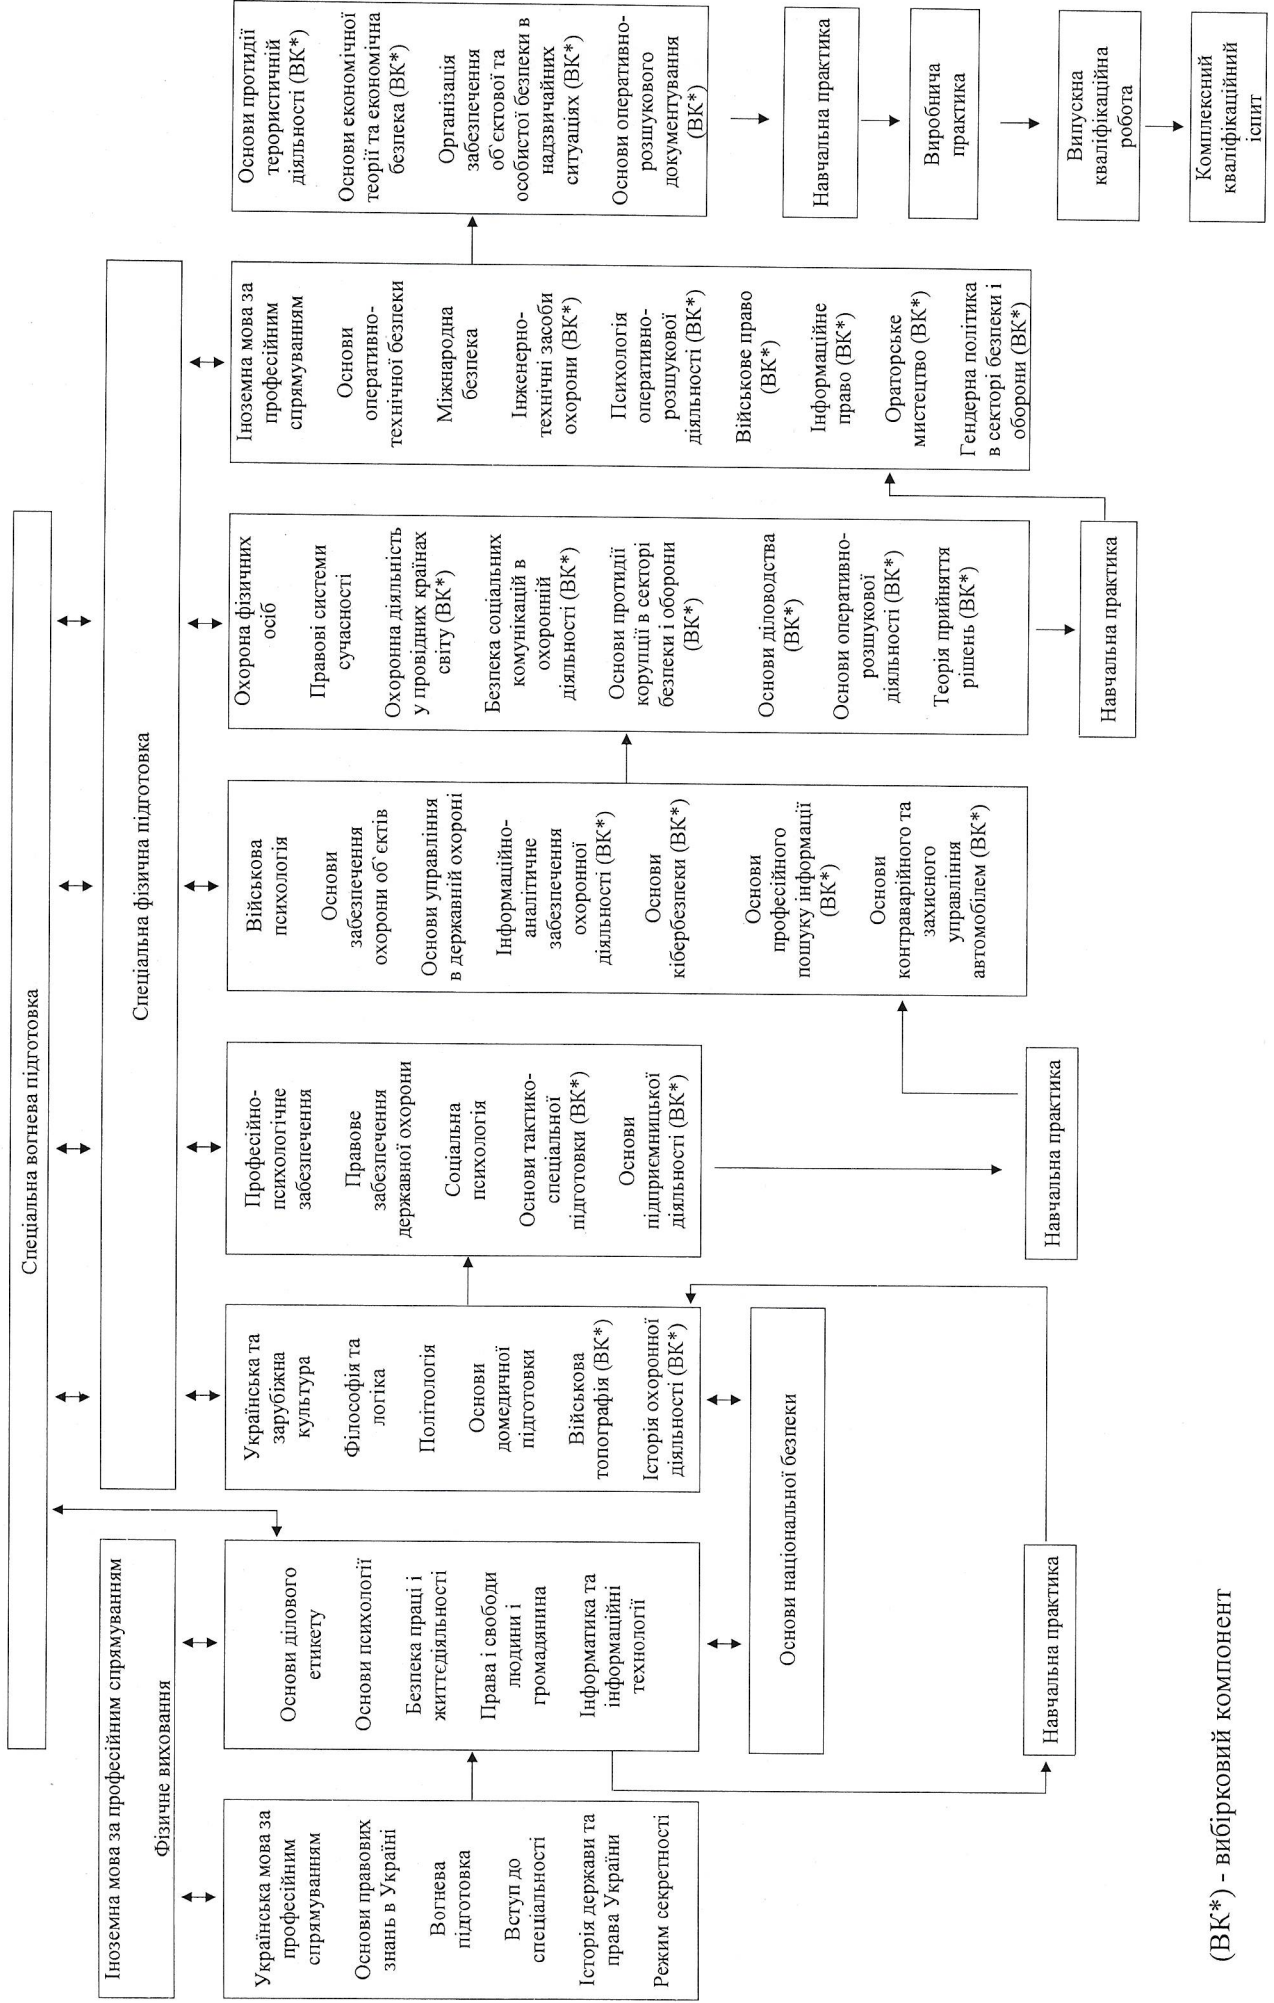 Спеціальна вогнева підготовка
Іноземна мова за професійним спрямуванням
Фізичне виховання
Спеціальна фізична підготовка
Українська мова за
професійним
спрямуванням
Основи правових
знань в Україні
Вогнева
підготовка
Вступ до
спеціальності
Історія держави та
права України
Режим секретності
Основи ділового
етикету
Основи психології
Безпека праці і
життєдіяльності
Права і свободи
людини і
громадянина
Інформатика та
інформаційні
технології
Українська та
зарубіжна
культура
Філософія та
логіка
Політологія
Основи
домедичної
підготовки
Військова
топографія (ВК*)
Історія охоронної
діяльності (ВК*)
Професійно-
психологічне
забезпечення
Правове
забезпечення
державної охорони
Соціальна
психологія
Основи тактико-
спеціальної
підготовки (ВК*)
Основи
підприємницької
діяльності (ВК*)
Військова
психологія
Основи
забезпечення
охорони об`єктів
Основи управління
в державній охороні
Інформаційно-
аналітичне
забезпечення
охоронної
діяльності (ВК*)
Основи
кібербезпеки (ВК*)
Основи
професійного
пошуку інформації
(ВК*)
Основи
контраварійного та
захисного
управління
автомобілем (ВК*)
Охорона фізичних
осіб
Правові системи
сучасності
Охоронна діяльність
у провідних країнах
світу (ВК*)
Безпека соціальних
комунікацій в
охоронній
діяльності (ВК*)
Основи протидії
корупції в секторі
безпеки і оборони
(ВК*)
Основи діловодства
(ВК*)
Основи оперативно-
розшукової
діяльності (ВК*)
Теорія прийняття
рішень (ВК*)
Іноземна мова за
професійним
спрямуванням
Основи
оперативно-
технічної безпеки
Міжнародна
безпека
Інженерно-
технічні засоби
охорони (ВК*)
Психологія
оперативно-
розшукової
діяльності (ВК*)
Військове право
(ВК*)
Інформаційне
право (ВК*)
Ораторське
мистецтво (ВК*)
Гендерна політика
в секторі безпеки і
оборони (ВК*)
Основи протидії
терористичній
діяльності (ВК*)
Основи економічної
теорії та економічна
безпека (ВК*)
Організація
забезпечення
об`єктової та
особистої безпеки в
надзвичайних
ситуаціях (ВК*)
Основи оперативно-
розшукового
документування
(ВК*)
Основи національної безпеки
Навчальна практика
Навчальна практика
Навчальна практика
Навчальна практика
Виробнича
практика
Випускна
кваліфікаційна
робота
Комплексний
кваліфікаційний
іспит
(ВК*) - вибірковий компонент